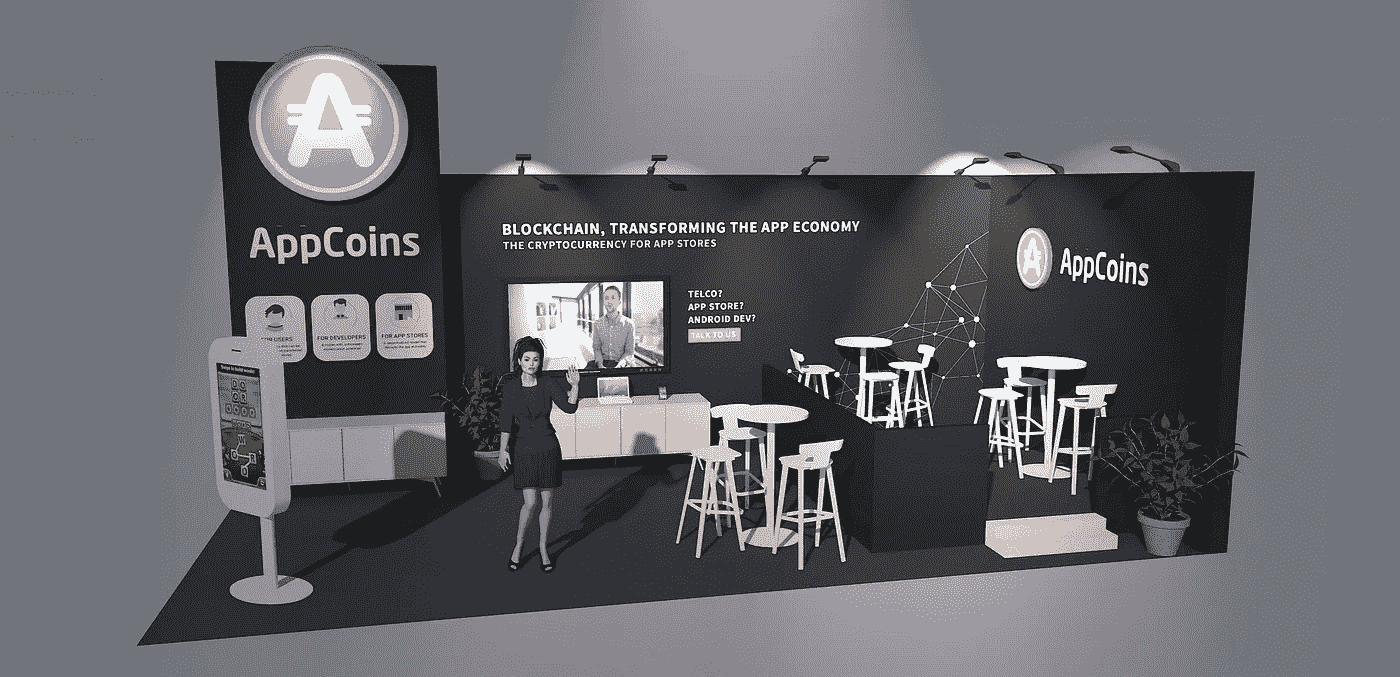 AppCoins
USERS
FOR DEVELOPERS
FOR APP STORES
BLOCKCHAIN, TRANSFORMING THE APP ECONOMY
THE CRYPTOCURRENCY FOR APP STORES
TELCO?
APP STORE?
ANDROID DEV?
TALK TO US
AppCoins